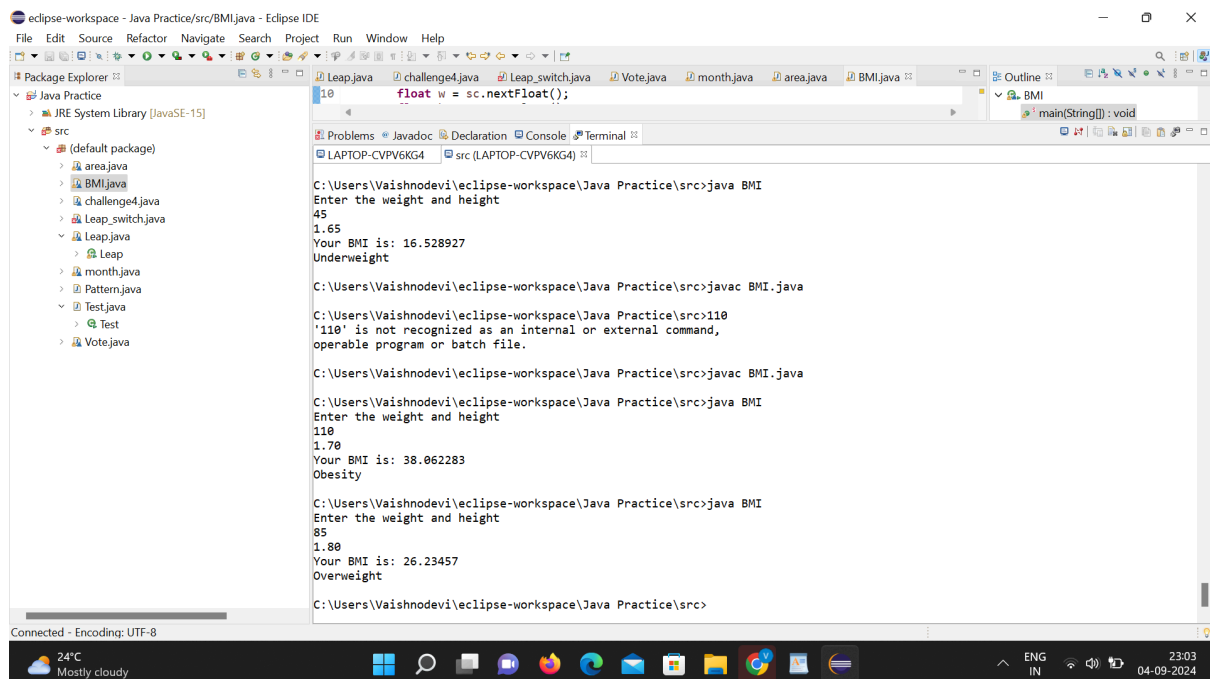 eclipse-workspace - Java Practice/src/BMI.java - Eclipse IDE
File Edit Source Refactor Navigate Search Project Run Window Help
Package Explorer
Java Practice
JRE System Library [JavaSE-15]
src
(default package)
area.java
BMI.java
challenge4.java
Leap_switch.java
Leap.java
Leap
month.java
Pattern.java
Test.java
Test
Vote.java
Leap.java challenge4.java Leap_switch.java Vote.java month.java area.java BMI.java
10 float w = sc.nextFloat();
Outline
BMI
main(String[]) : void
Problems Javadoc Declaration Console Terminal
LAPTOP-CVPV6KG4 src (LAPTOP-CVPV6KG4)
C:\Users\Vaishnodevi\eclipse-workspace\Java Practice\src>java BMI
Enter the weight and height
45
1.65
Your BMI is: 16.528927
Underweight
C:\Users\Vaishnodevi\eclipse-workspace\Java Practice\src>javac BMI.java
C:\Users\Vaishnodevi\eclipse-workspace\Java Practice\src>110
'110' is not recognized as an internal or external command,
operable program or batch file.
C:\Users\Vaishnodevi\eclipse-workspace\Java Practice\src>javac BMI.java
C:\Users\Vaishnodevi\eclipse-workspace\Java Practice\src>java BMI
Enter the weight and height
110
1.70
Your BMI is: 38.062283
Obesity
C:\Users\Vaishnodevi\eclipse-workspace\Java Practice\src>java BMI
Enter the weight and height
85
1.80
Your BMI is: 26.23457
Overweight
C:\Users\Vaishnodevi\eclipse-workspace\Java Practice\src>
Connected - Encoding: UTF-8
24°C
Mostly cloudy
ENG
IN
23:03
04-09-2024